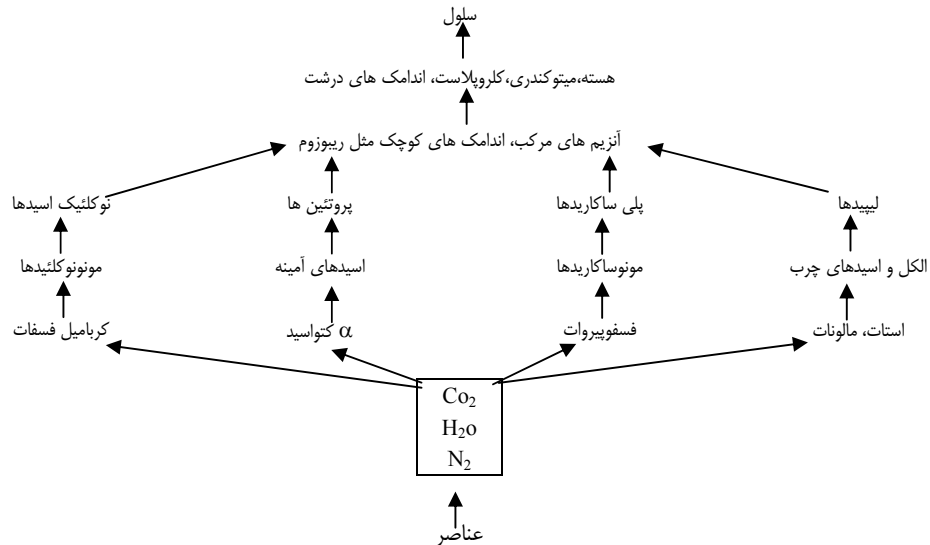 سلول
هسته،میتوکندری،کلروپلاست، اندامک های درشت
آنزیم های مرکب، اندامک های کوچک مثل ریبوزوم
لیپیدها
پلی ساکاریدها
پروتئین ها
نوکلئیک اسیدها
الکل و اسیدهای چرب
مونوساکاریدها
اسیدهای آمینه
مونونوکلئیدها
استات، مالونات
فسفوپیروات
α کتواسید
کربامیل فسفات
Co₂
H₂o
N₂
عناصر